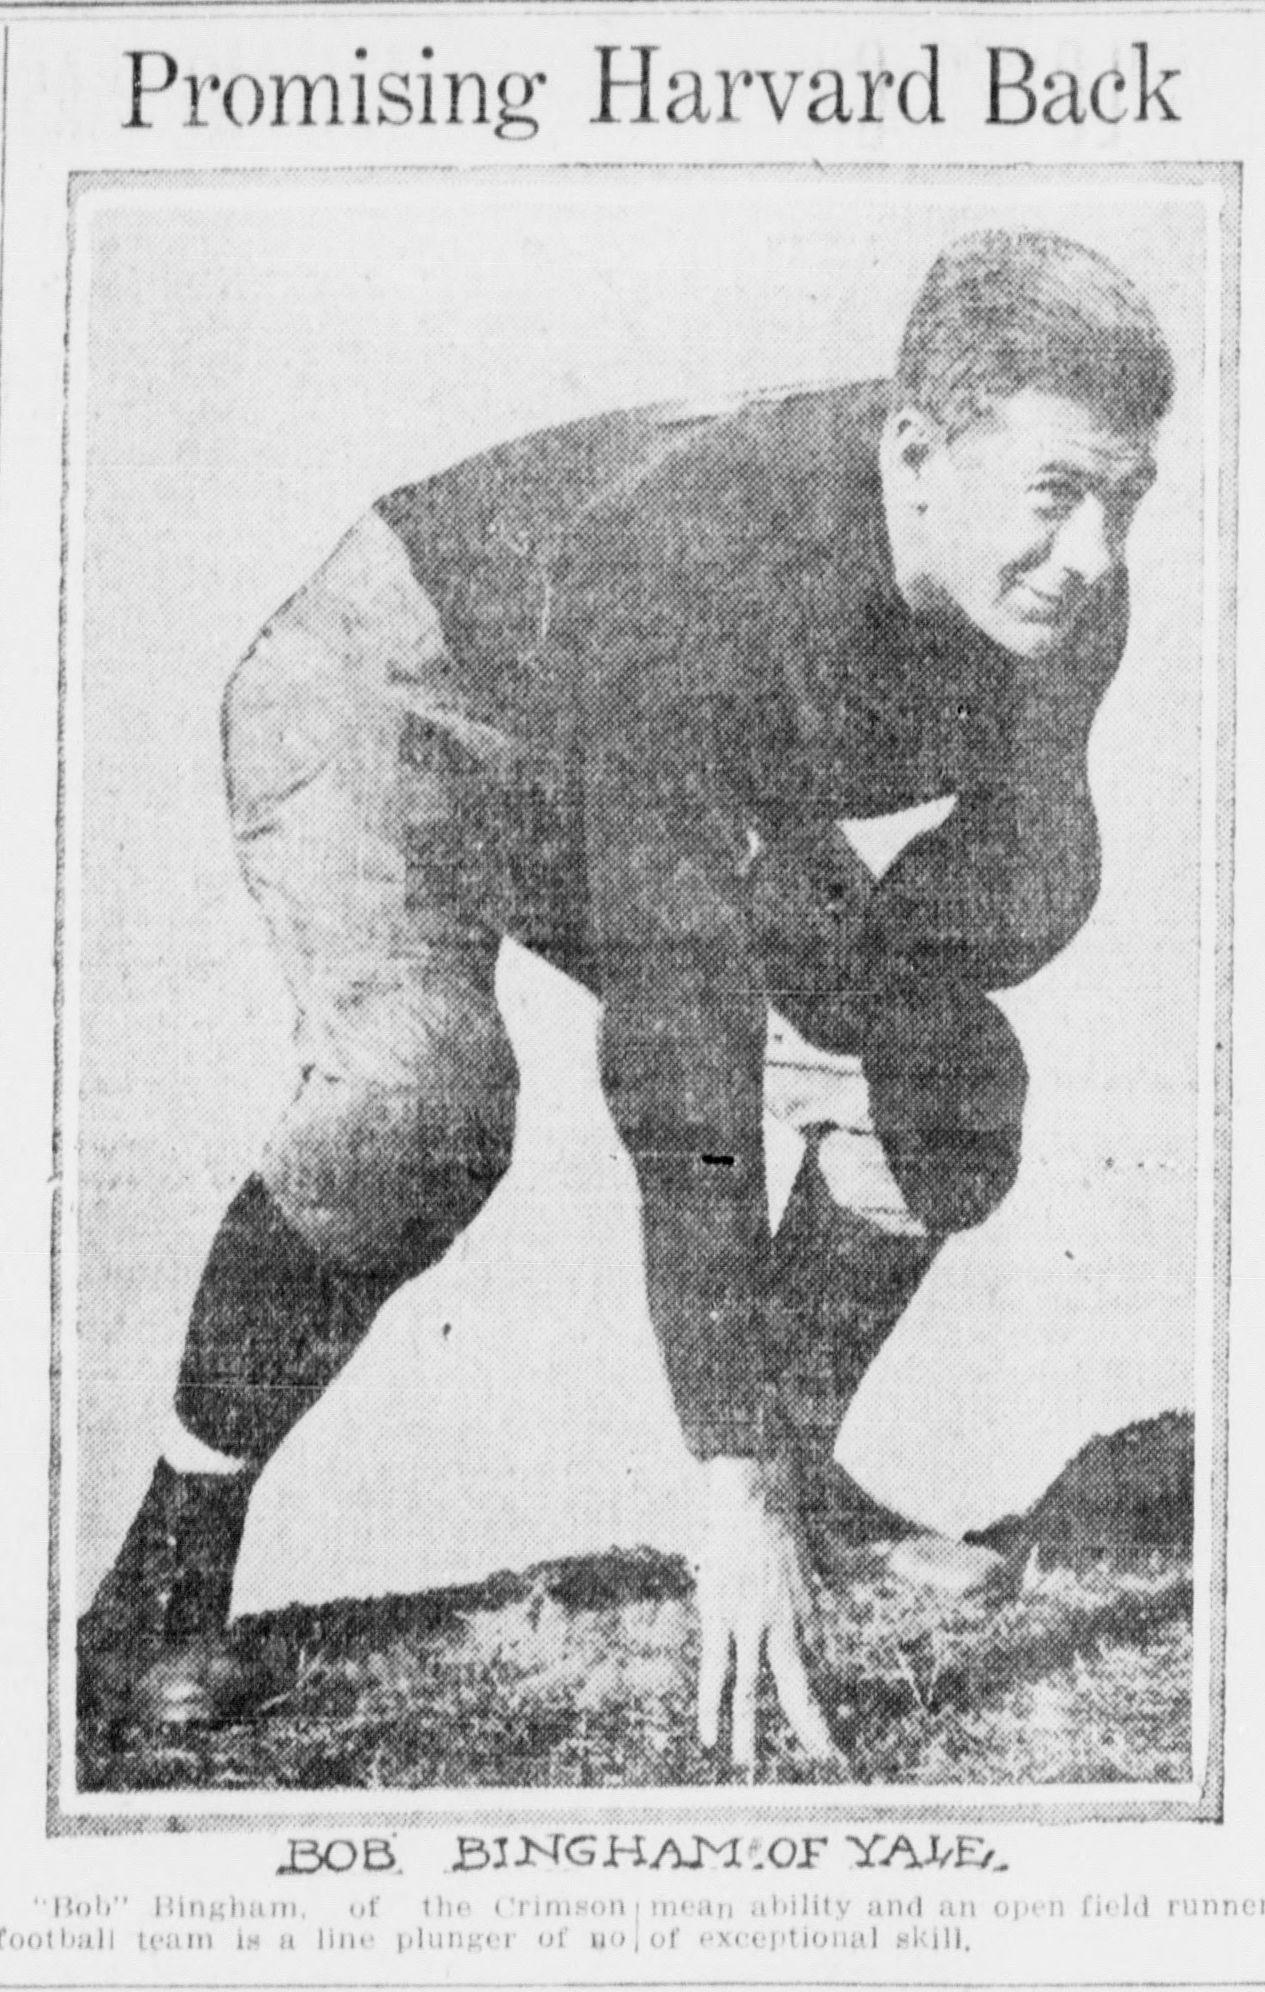 Promising Harvard Back
BOB BINGHAM OF YALE.
"Bob" Bingham, of the Crimson
football team is a line plunger of no
mean ability and an open field runner
of exceptional skill.